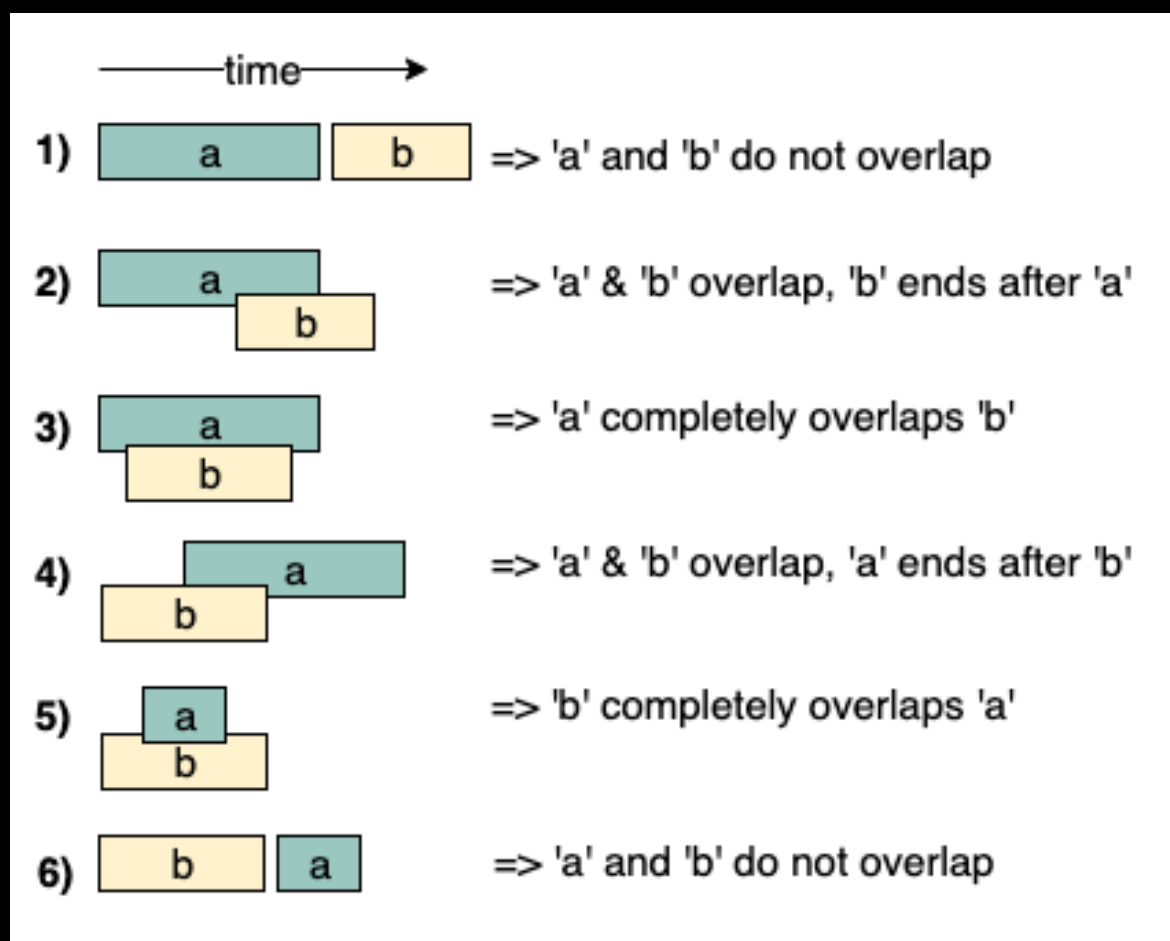 time
1) a b => 'a' and 'b' do not overlap
2) a => 'a' & 'b' overlap, 'b' ends after 'a'
b
3) a => 'a' completely overlaps 'b'
b
4) a => 'a' & 'b' overlap, 'a' ends after 'b'
b
5) a => 'b' completely overlaps 'a'
b
6) b a => 'a' and 'b' do not overlap